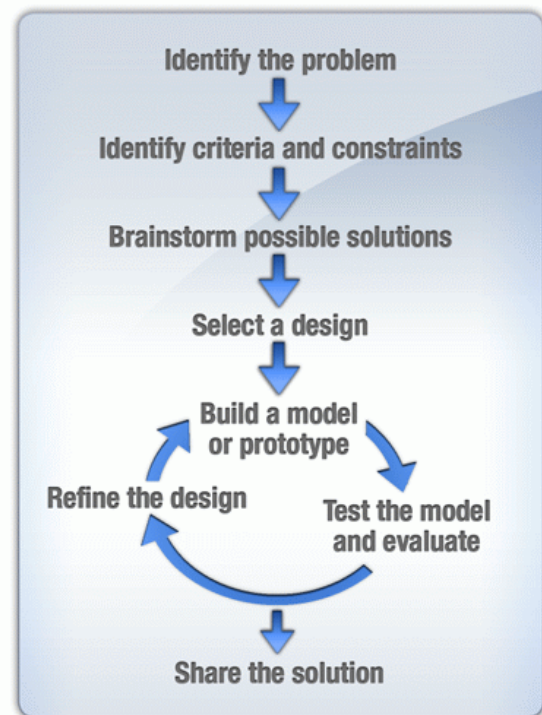 Identify the problem
Identify criteria and constraints
Brainstorm possible solutions
Select a design
Build a model
or prototype
Refine the design
Test the model
and evaluate
Share the solution